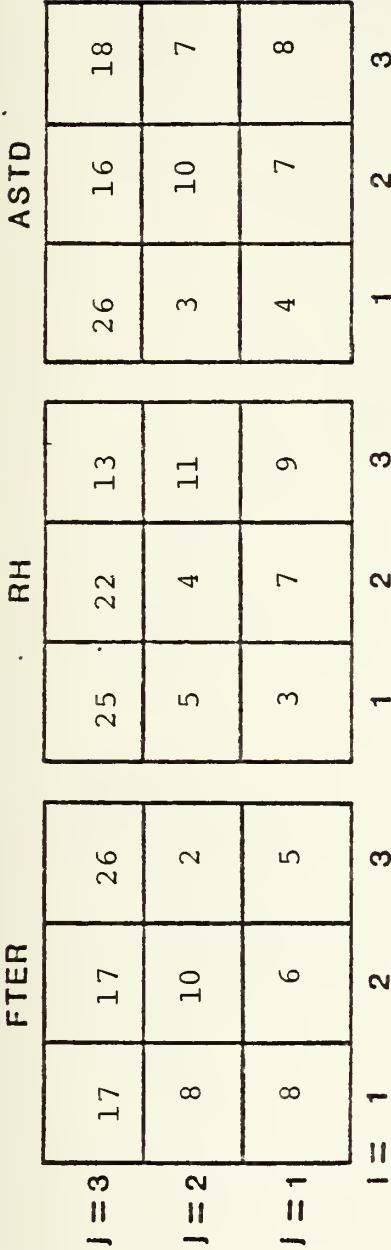 FTER RH ASTD
J = 3 17 17 26 25 22 13 26 16 18
J = 2 8 10 2 5 4 11 3 10 7
J = 1 8 6 5 3 7 9 4 7 8
I = 1 2 3 1 2 3 1 2 3